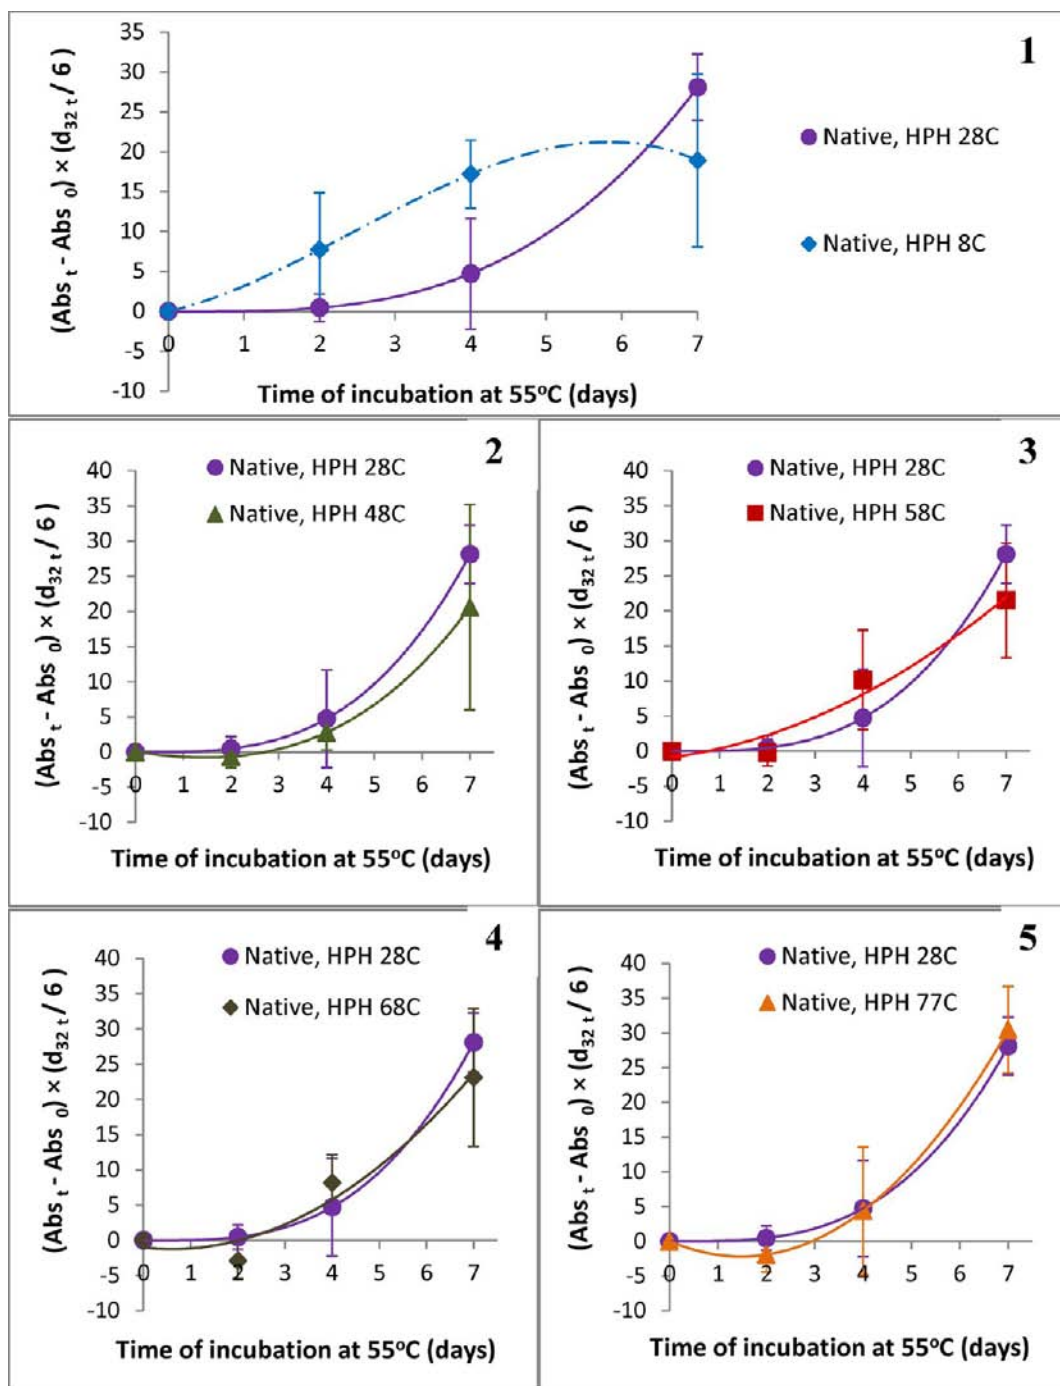 1
(Abs t - Abs 0) × (d32 t / 6)
35
30
25
20
15
10
5
0
-5
-10
0 1 2 3 4 5 6 7
Time of incubation at 55°C (days)
Native, HPH 28C
Native, HPH 8C
2
Native, HPH 28C
Native, HPH 48C
(Abs t - Abs 0) × (d32 t / 6)
40
35
30
25
20
15
10
5
0
-5
-10
0 1 2 3 4 5 6 7
Time of incubation at 55°C (days)
3
Native, HPH 28C
Native, HPH 58C
(Abs t - Abs 0) × (d32 t / 6)
40
35
30
25
20
15
10
5
0
-5
-10
0 1 2 3 4 5 6 7
Time of incubation at 55°C (days)
4
Native, HPH 28C
Native, HPH 68C
(Abs t - Abs 0) × (d32 t / 6)
40
35
30
25
20
15
10
5
0
-5
-10
0 1 2 3 4 5 6 7
Time of incubation at 55°C (days)
5
Native, HPH 28C
Native, HPH 77C
(Abs t - Abs 0) × (d32 t / 6)
40
35
30
25
20
15
10
5
0
-5
-10
0 1 2 3 4 5 6 7
Time of incubation at 55°C (days)